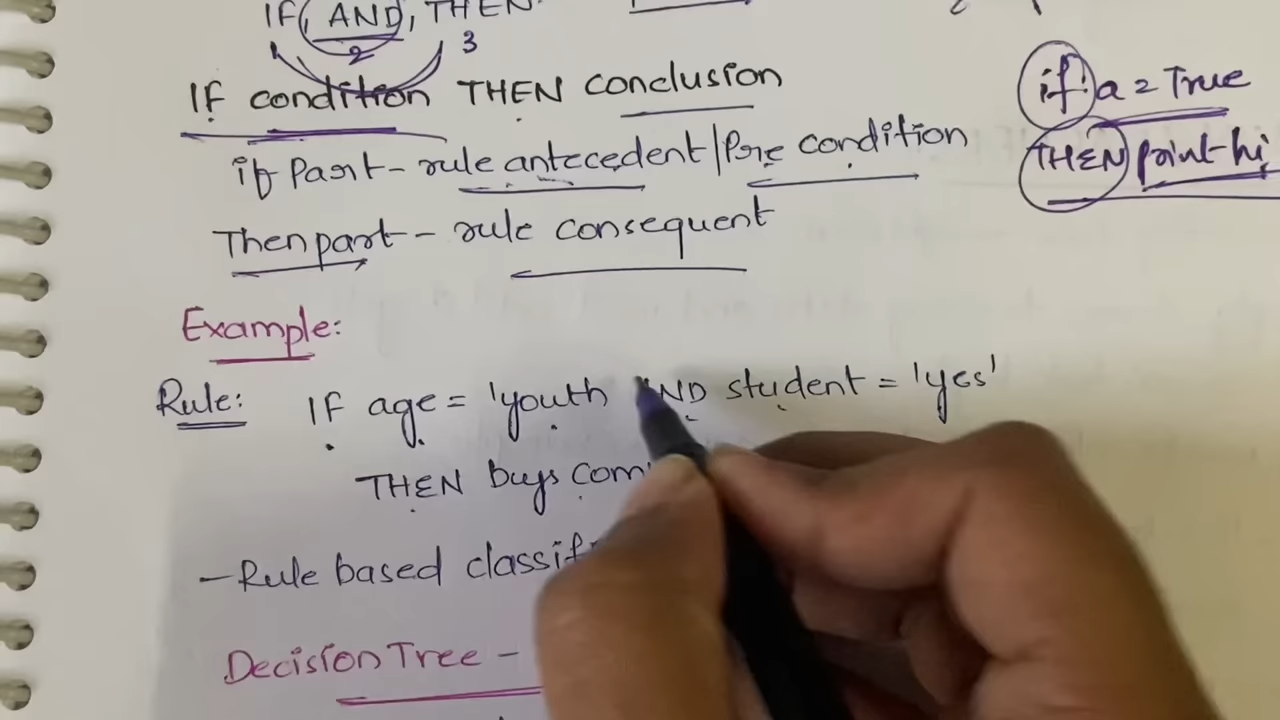 IF, AND, THEN
2 3
IF condition THEN conclusion
if: a = True
THEN print-hi
if Part - rule antecedent/Pre condition
Then part - rule consequent
Example:
Rule: IF age = 'youth AND student = 'yes'
THEN buys com
- Rule based classif
Decision Tree -